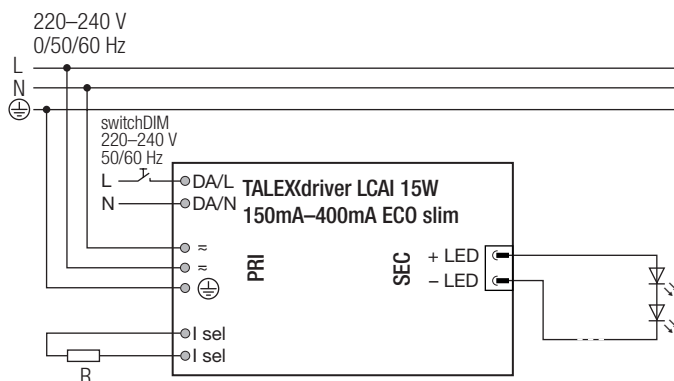 220–240 V
0/50/60 Hz
L
N
switchDIM
220–240 V
50/60 Hz
L
N
DA/L
DA/N
TALEXXdriver LCAI 15W
150mA–400mA ECO slim
≂
≂
PRI
SEC
+ LED
– LED
I sel
I sel
R